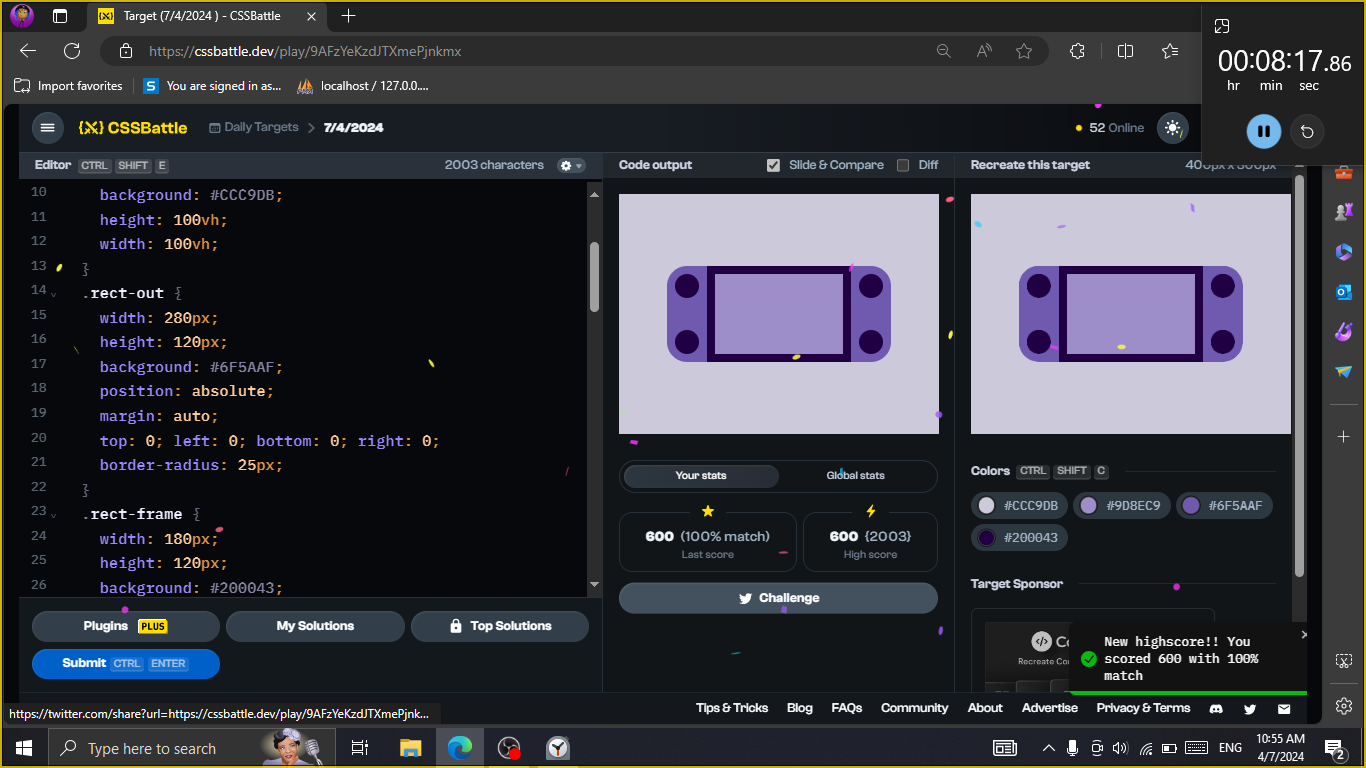 Target (7/4/2024 ) - CSSBattle
https://cssbattle.dev/play/9AFzYeKzdJTXmePjnkmx
Import favorites
You are signed in as...
localhost / 127.0.0....
00:08:17.86
hr min sec
CSSBattle
Daily Targets > 7/4/2024
52 Online
Editor CTRL SHIFT E
2003 characters
Code output
Slide & Compare
Diff
Recreate this target
10 background: #CCC9DB;
11 height: 100vh;
12 width: 100vh;
13 }
14 .rect-out {
15 width: 280px;
16 height: 120px;
17 background: #6F5AAF;
18 position: absolute;
19 margin: auto;
20 top: 0; left: 0; bottom: 0; right: 0;
21 border-radius: 25px;
22 }
23 .rect-frame {
24 width: 180px;
25 height: 120px;
26 background: #200043;
Your stats
Global stats
600 (100% match)
Last score
600 {2003}
High score
Challenge
Colors CTRL SHIFT C
#CCC9DB
#9D8EC9
#6F5AAF
#200043
Target Sponsor
Plugins PLUS
My Solutions
Top Solutions
Submit CTRL ENTER
New highscore!! You
scored 600 with 100%
match
Tips & Tricks
Blog
FAQs
Community
About
Advertise
Privacy & Terms
https://twitter.com/share?url=https://cssbattle.dev/play/9AFzYeKzdJTXmePjnk...
Type here to search
ENG
10:55 AM
4/7/2024
2